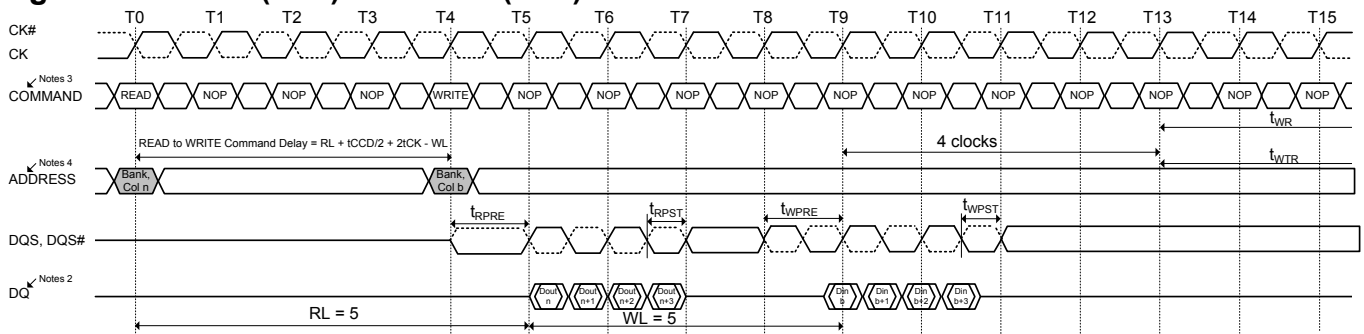 T0 T1 T2 T3 T4 T5 T6 T7 T8 T9 T10 T11 T12 T13 T14 T15
CK#
CK
Notes 3
COMMAND READ NOP NOP NOP WRITE NOP NOP NOP NOP NOP NOP NOP NOP NOP NOP NOP
READ to WRITE Command Delay = RL + tCCD/2 + 2tCK - WL
4 clocks
tWR
tWTR
Notes 4
ADDRESS
Bank, Col n
Bank, Col b
tRPRE tRPST tWPRE tWPST
DQS, DQS#
Notes 2
DQ
Dout n Dout n+1 Dout n+2 Dout n+3 Din b Din b+1 Din b+2 Din b+3
RL = 5 WL = 5